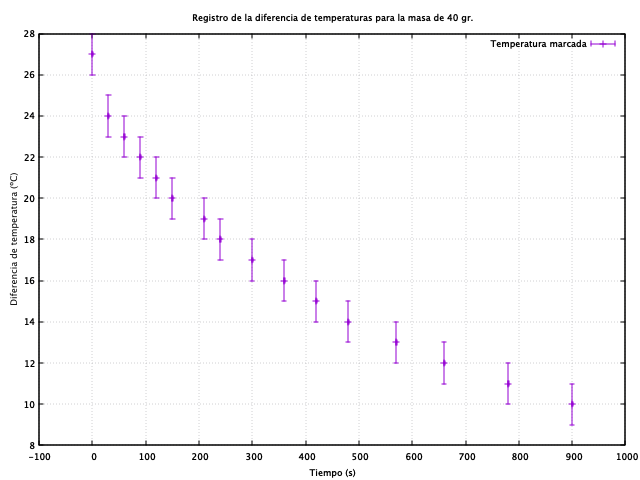 Registro de la diferencia de temperaturas para la masa de 40 gr.
Temperatura marcada
28
26
24
22
20
18
16
14
12
10
8
Diferencia de temperatura (ºC)
-100 0 100 200 300 400 500 600 700 800 900 1000
Tiempo (s)